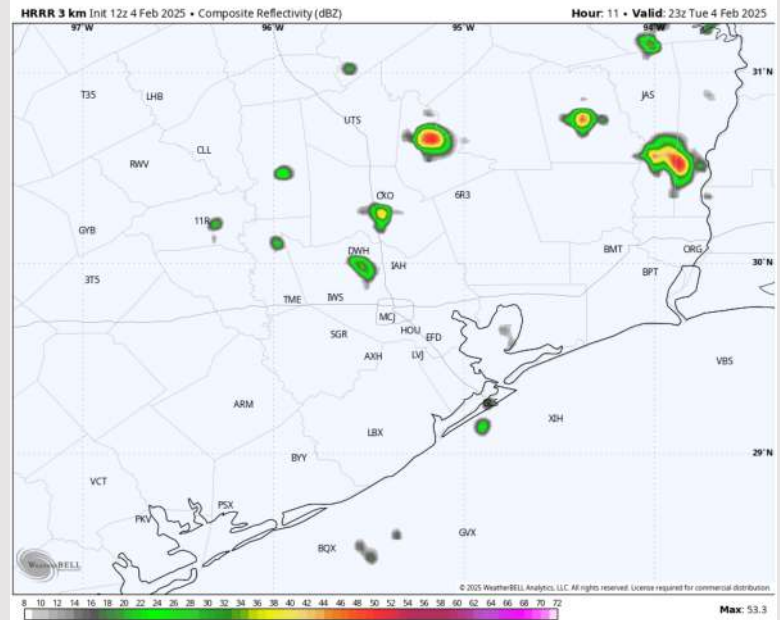 HRRR 3 km Init 12z 4 Feb 2025 • Composite Reflectivity (dBZ)
Hour: 11 • Valid: 23z Tue 4 Feb 2025
97°W 96°W 95°W 94°W
31°N
T35 LHB JAS
UTS
CLL
RWV
CXO 6R3
11R
GYB
DWH BMT ORG
30°N
IAH BPT
3T5
TME IWS
MCJ
SGR HOU EFD
AXH LVJ
VBS
ARM GLS
XIH
LBX
29°N
BYY
VCT
PSX
PKV
GVX
BQX
WeatherBELL
© 2025 WeatherBELL Analytics, LLC. All rights reserved. License required for commercial distribution.
8 10 12 14 16 18 20 22 24 26 28 30 32 34 36 38 40 42 44 46 48 50 52 54 56 58 60 62 64 66 68 70 72
Max: 53.3